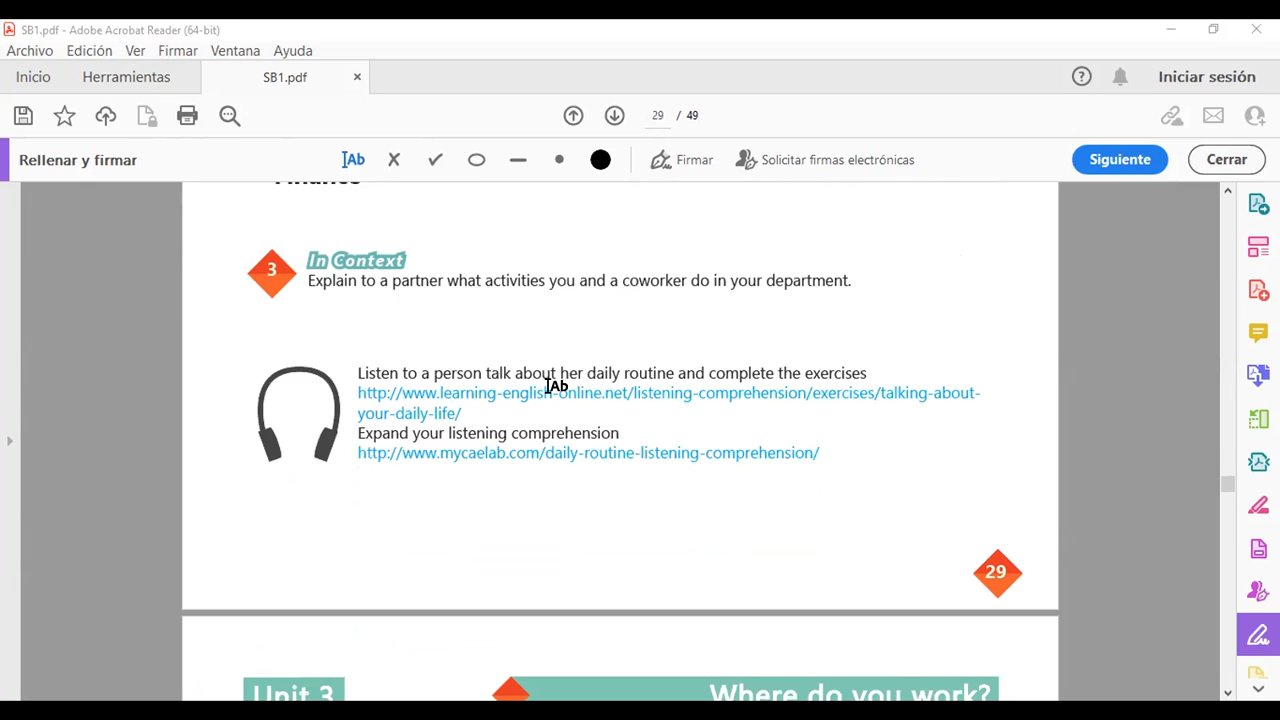 SB1.pdf - Adobe Acrobat Reader (64-bit)
Archivo Edición Ver Firmar Ventana Ayuda
Inicio Herramientas SB1.pdf × Iniciar sesión
29 / 49
Rellenar y firmar Ab Firmar Solicitar firmas electrónicas Siguiente Cerrar
Finance
3 In Context
Explain to a partner what activities you and a coworker do in your department.
Listen to a person talk about her daily routine and complete the exercises
http://www.learning-english-online.net/listening-comprehension/exercises/talking-about-
your-daily-life/
Expand your listening comprehension
http://www.mycaelab.com/daily-routine-listening-comprehension/
29
Unit 3 Where do you work?